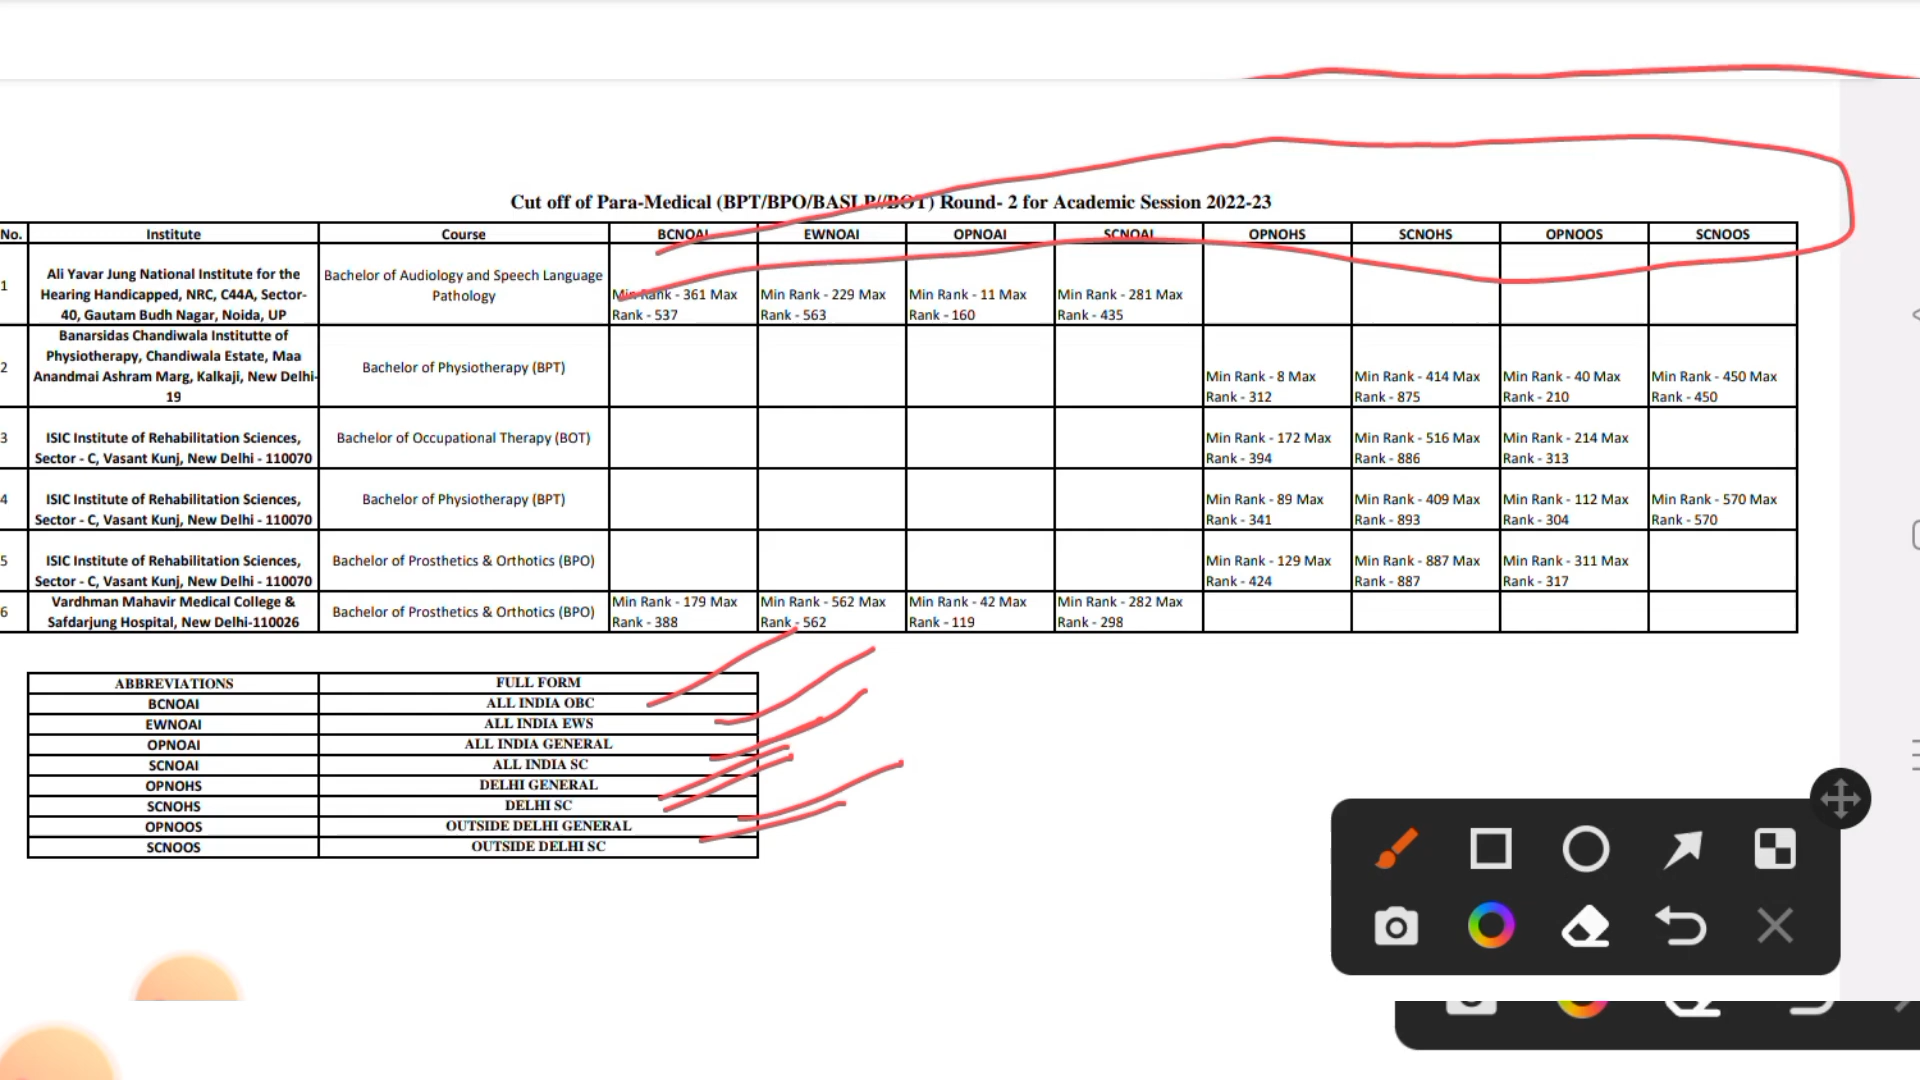 Cut off of Para-Medical (BPT/BPO/BASLP//BOT) Round- 2 for Academic Session 2022-23
No. Institute Course BCNOAI EWNOAI OPNOAI SCNOAI OPNOHS SCNOHS OPNOOS SCNOOS
1
Ali Yavar Jung National Institute for the
Hearing Handicapped, NRC, C44A, Sector-
40, Gautam Budh Nagar, Noida, UP
Bachelor of Audiology and Speech Language
Pathology
Min Rank - 361 Max
Rank - 537
Min Rank - 229 Max
Rank - 563
Min Rank - 11 Max
Rank - 160
Min Rank - 281 Max
Rank - 435
2
Banarsidas Chandiwala Institutte of
Physiotherapy, Chandiwala Estate, Maa
Anandmai Ashram Marg, Kalkaji, New Delhi-
19
Bachelor of Physiotherapy (BPT)
Min Rank - 8 Max
Rank - 312
Min Rank - 414 Max
Rank - 875
Min Rank - 40 Max
Rank - 210
Min Rank - 450 Max
Rank - 450
3
ISIC Institute of Rehabilitation Sciences,
Sector - C, Vasant Kunj, New Delhi - 110070
Bachelor of Occupational Therapy (BOT)
Min Rank - 172 Max
Rank - 394
Min Rank - 516 Max
Rank - 886
Min Rank - 214 Max
Rank - 313
4
ISIC Institute of Rehabilitation Sciences,
Sector - C, Vasant Kunj, New Delhi - 110070
Bachelor of Physiotherapy (BPT)
Min Rank - 89 Max
Rank - 341
Min Rank - 409 Max
Rank - 893
Min Rank - 112 Max
Rank - 304
Min Rank - 570 Max
Rank - 570
5
ISIC Institute of Rehabilitation Sciences,
Sector - C, Vasant Kunj, New Delhi - 110070
Bachelor of Prosthetics & Orthotics (BPO)
Min Rank - 129 Max
Rank - 424
Min Rank - 887 Max
Rank - 887
Min Rank - 311 Max
Rank - 317
6
Vardhman Mahavir Medical College &
Safdarjung Hospital, New Delhi-110026
Bachelor of Prosthetics & Orthotics (BPO)
Min Rank - 179 Max
Rank - 388
Min Rank - 562 Max
Rank - 562
Min Rank - 42 Max
Rank - 119
Min Rank - 282 Max
Rank - 298
ABBREVIATIONS FULL FORM
BCNOAI ALL INDIA OBC
EWNOAI ALL INDIA EWS
OPNOAI ALL INDIA GENERAL
SCNOAI ALL INDIA SC
OPNOHS DELHI GENERAL
SCNOHS DELHI SC
OPNOOS OUTSIDE DELHI GENERAL
SCNOOS OUTSIDE DELHI SC